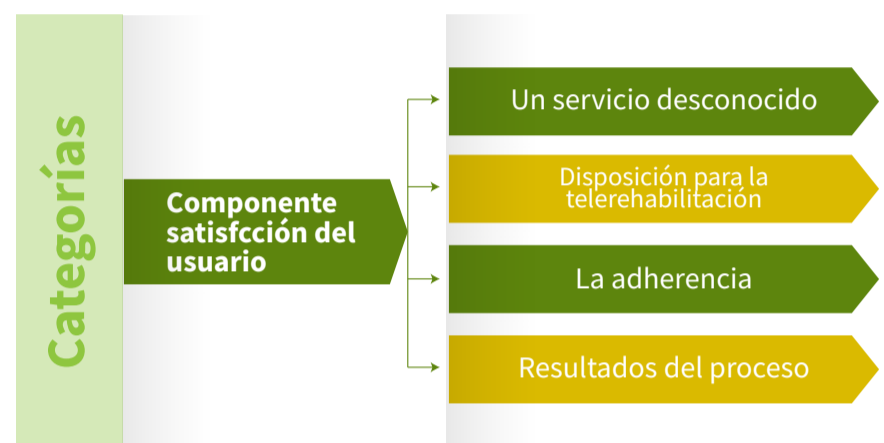 Categorías
Componente
satisfcción del
usuario
Un servicio desconocido
Disposición para la
telerehabilitación
La adherencia
Resultados del proceso